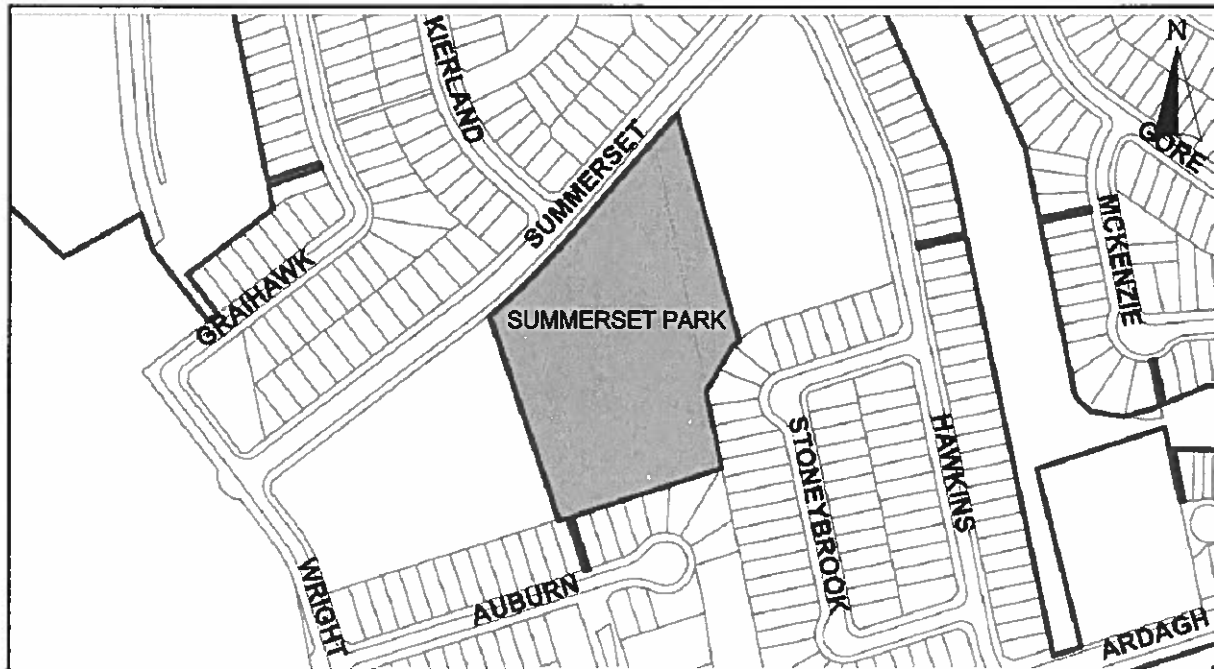 KIERLAND
N
GORE
SUMMERSET
MCKENZIE
GRAIHAWK
SUMMERSET PARK
STONEYBROOK
HAWKINS
WRIGHT
AUBURN
ARDAGH